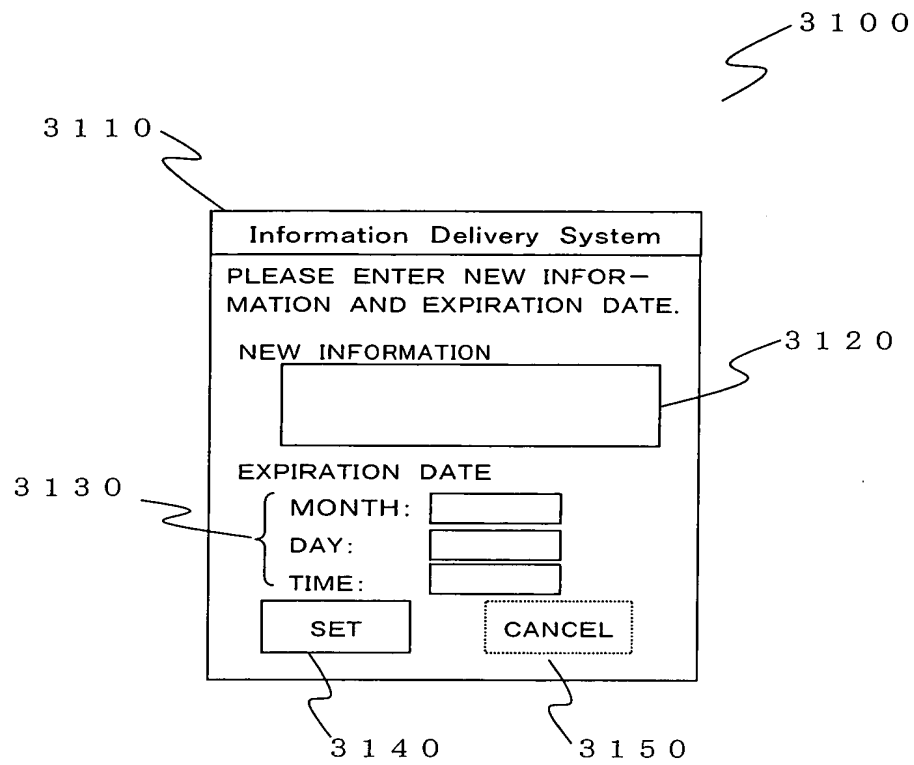 3100
3110
Information Delivery System
PLEASE ENTER NEW INFOR-
MATION AND EXPIRATION DATE.
NEW INFORMATION
3120
EXPIRATION DATE
3130
MONTH:
DAY:
TIME:
SET
CANCEL
3140
3150